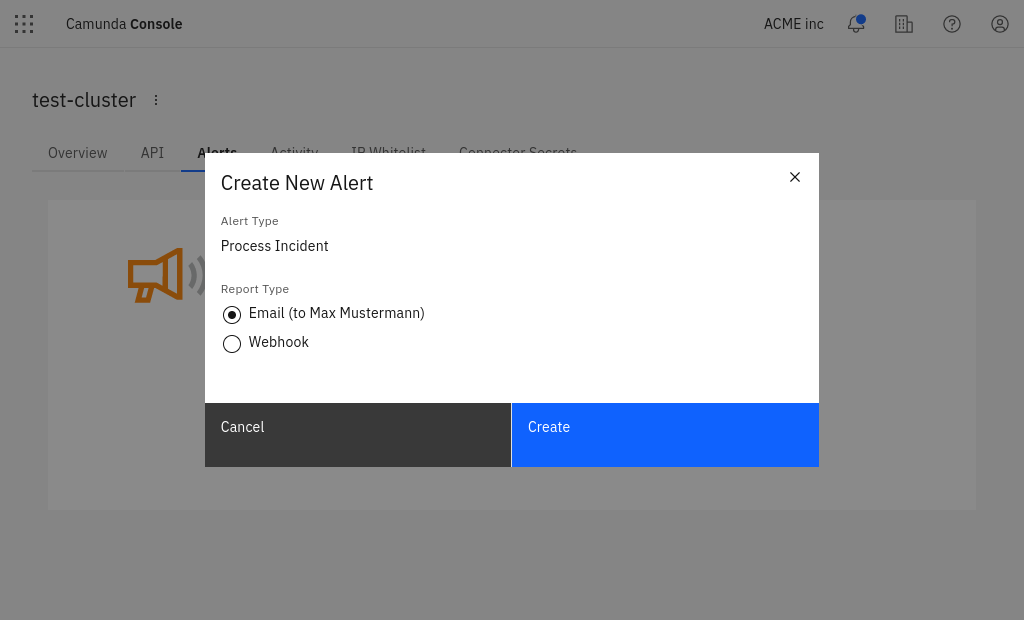 Camunda Console
ACME inc
test-cluster
Overview API Alerts Activity IP Whitelist Connector Secrets
Create New Alert
Alert Type
Process Incident
Report Type
Email (to Max Mustermann)
Webhook
Cancel Create